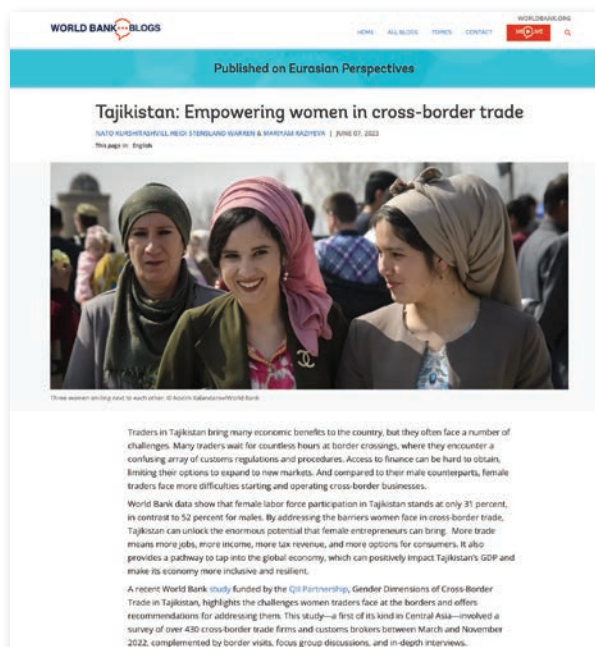 WORLDBANK.ORG
WORLD BANK BLOGS
HOME ALL BLOGS TOPICS CONTACT
Published on Eurasian Perspectives
Tajikistan: Empowering women in cross-border trade
HEIDI STENSLAND WARREN & MARIYAM RAZIYEVA | JUNE 07, 2023
This page in: English
Three women smiling next to each other. © /World Bank
Traders in Tajikistan bring many economic benefits to the country, but they often face a number of
challenges. Many traders wait for countless hours at border crossings, where they encounter a
confusing array of customs regulations and procedures. Access to finance can be hard to obtain,
limiting their options to expand to new markets. And compared to their male counterparts, female
traders face more difficulties starting and operating cross-border businesses.
World Bank data show that female labor force participation in Tajikistan stands at only 31 percent,
in contrast to 52 percent for males. By addressing the barriers women face in cross-border trade,
Tajikistan can unlock the enormous potential that female entrepreneurs can bring. More trade
means more jobs, more income, more tax revenue, and more options for consumers. It also
provides a pathway to tap into the global economy, which can positively impact Tajikistan's GDP and
make its economy more inclusive and resilient.
A recent World Bank study funded by the QII Partnership, Gender Dimensions of Cross-Border
Trade in Tajikistan, highlights the challenges women traders face at the borders and offers
recommendations for addressing them. This study—a first of its kind in Central Asia—involved a
survey of over 430 cross-border trade firms and customs brokers between March and November
2022, complemented by border visits, focus group discussions, and in-depth interviews.